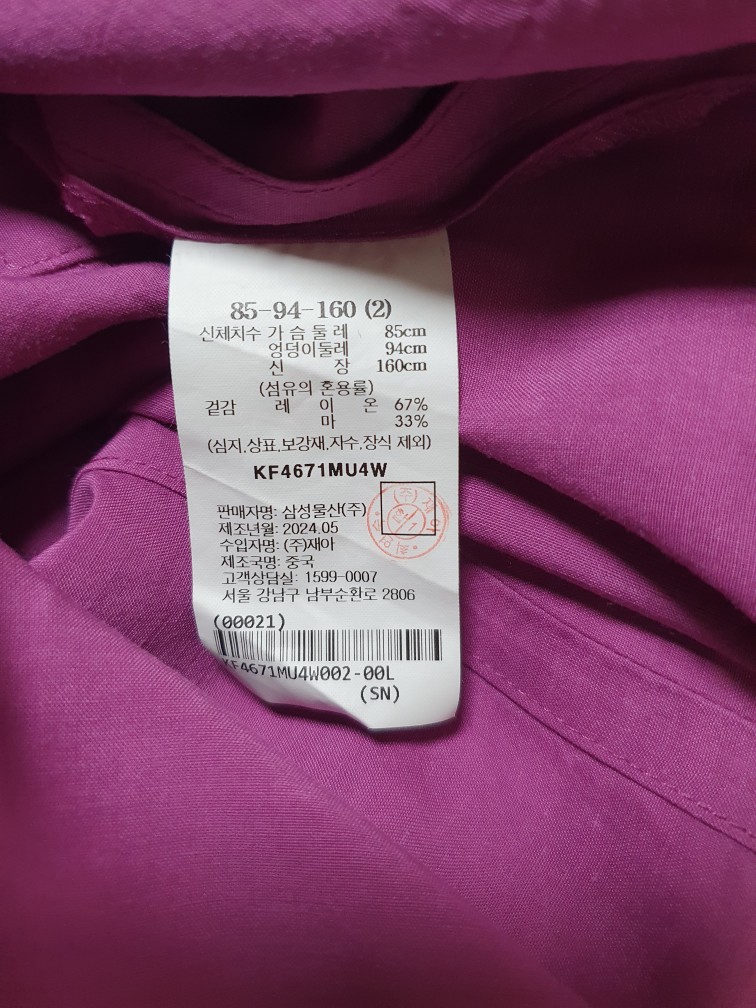 85-94-160 (2)
신체치수 가 슴 둘 레 85cm
엉덩이둘레 94cm
신 장 160cm
(섬유의 혼용률)
겉감 레 이 온 67%
마 33%
(심지,상표,보강재,자수,장식 제외)
KF4671MU4W
판매자명: 삼성물산(주)
제조년월: 2024.05
수입자명: (주)재아
제조국명: 중국
고객상담실: 1599-0007
서울 강남구 남부순환로 2806
(00021)
KF4671MU4W002-00L
(SN)